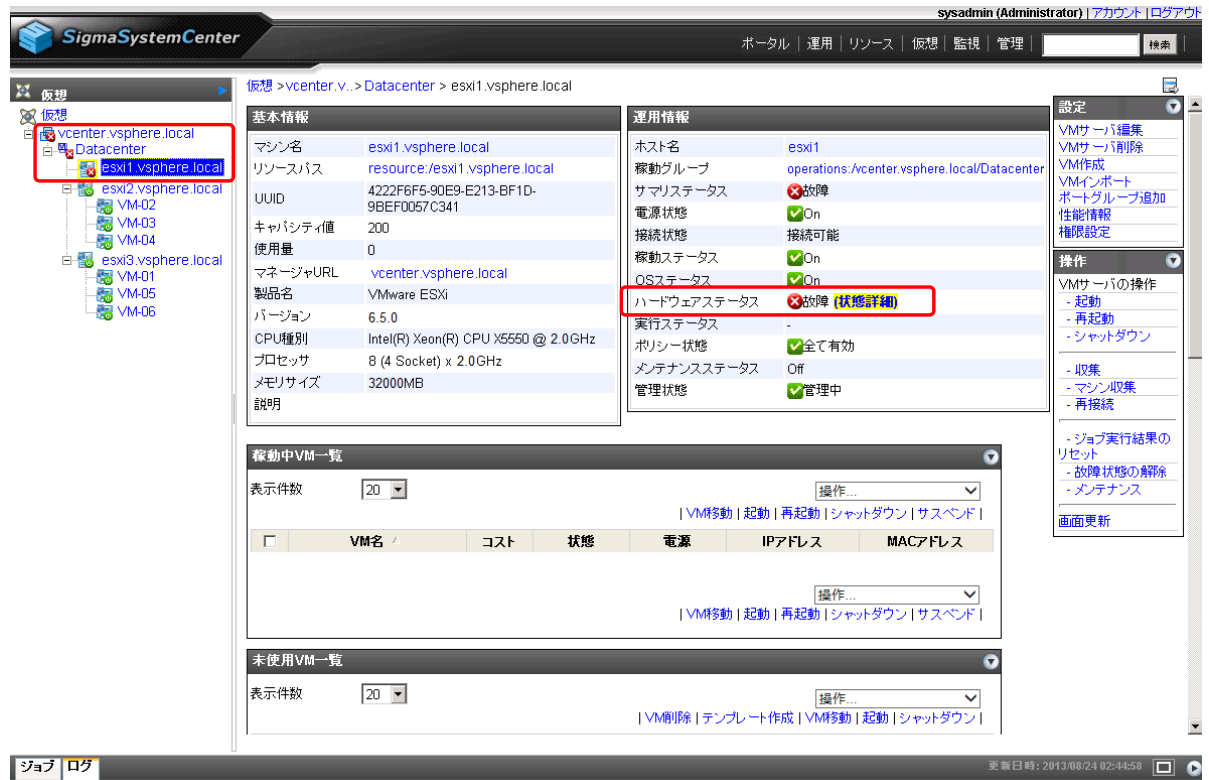 sysadmin (Administrator) | アカウント | ログアウト
SigmaSystemCenter
ポータル | 運用 | リソース | 仮想 | 監視 | 管理 | 検索
仮想
仮想
vcenter.vsphere.local
Datacenter
esxi1.vsphere.local
esxi2.vsphere.local
VM-02
VM-03
VM-04
esxi3.vsphere.local
VM-01
VM-05
VM-06
仮想 >vcenter.v..>Datacenter > esxi1.vsphere.local
基本情報
マシン名 esxi1.vsphere.local
リソースパス resource:/esxi1.vsphere.local
UUID 4222F6F5-90E9-E213-BF1D-
9BEF0057C341
キャパシティ値 200
使用量 0
マネージャURL vcenter.vsphere.local
製品名 VMware ESXi
バージョン 6.5.0
CPU種別 Intel(R) Xeon(R) CPU X5550 @ 2.0GHz
プロセッサ 8 (4 Socket) x 2.0GHz
メモリサイズ 32000MB
説明
運用情報
ホスト名 esxi1
稼動グループ operations:/vcenter.vsphere.local/Datacenter
サマリステータス 故障
電源状態 On
接続状態 接続可能
稼動ステータス On
OSステータス On
ハードウェアステータス 故障 (状態詳細)
実行ステータス -
ポリシー状態 全て有効
メンテナンスステータス Off
管理状態 管理中
稼動中VM一覧
表示件数 20 操作...
| VM移動 | 起動 | 再起動 | シャットダウン | サスペンド |
VM名 コスト 状態 電源 IPアドレス MACアドレス
操作...
| VM移動 | 起動 | 再起動 | シャットダウン | サスペンド |
未使用VM一覧
表示件数 20 操作...
| VM削除 | テンプレート作成 | VM移動 | 起動 | シャットダウン |
設定
VMサーバ編集
VMサーバ削除
VM作成
VMインポート
ポートグループ追加
性能情報
権限設定
操作
VMサーバの操作
- 起動
- 再起動
- シャットダウン
- 収集
- マシン収集
- 再接続
- ジョブ実行結果の
リセット
- 故障状態の解除
- メンテナンス
画面更新
ジョブ ログ 更新日時: 2013/08/24 02:44:58